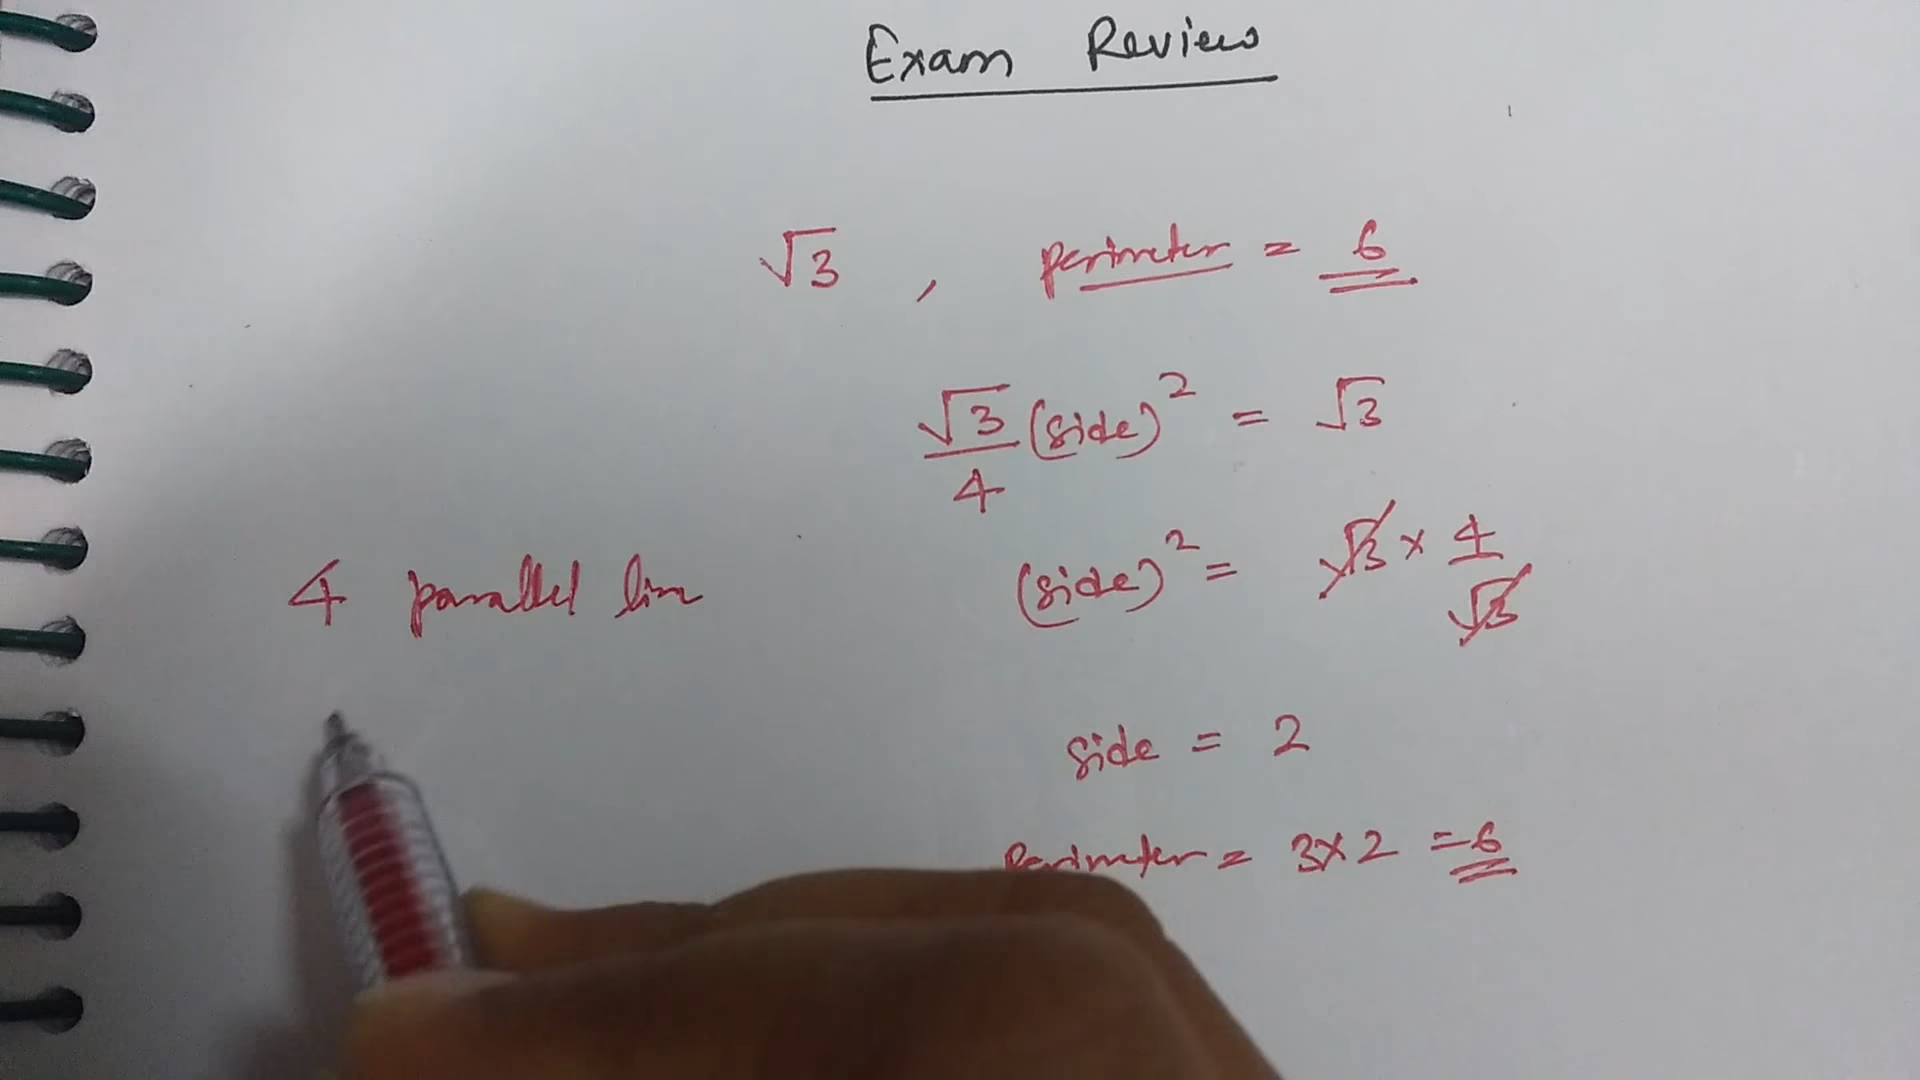 Exam Review
√3 , perimeter = 6
√3/4 (side)² = √3
4 parallel line
(side)² = √3 × 4/√3
side = 2
Perimeter = 3×2 = 6